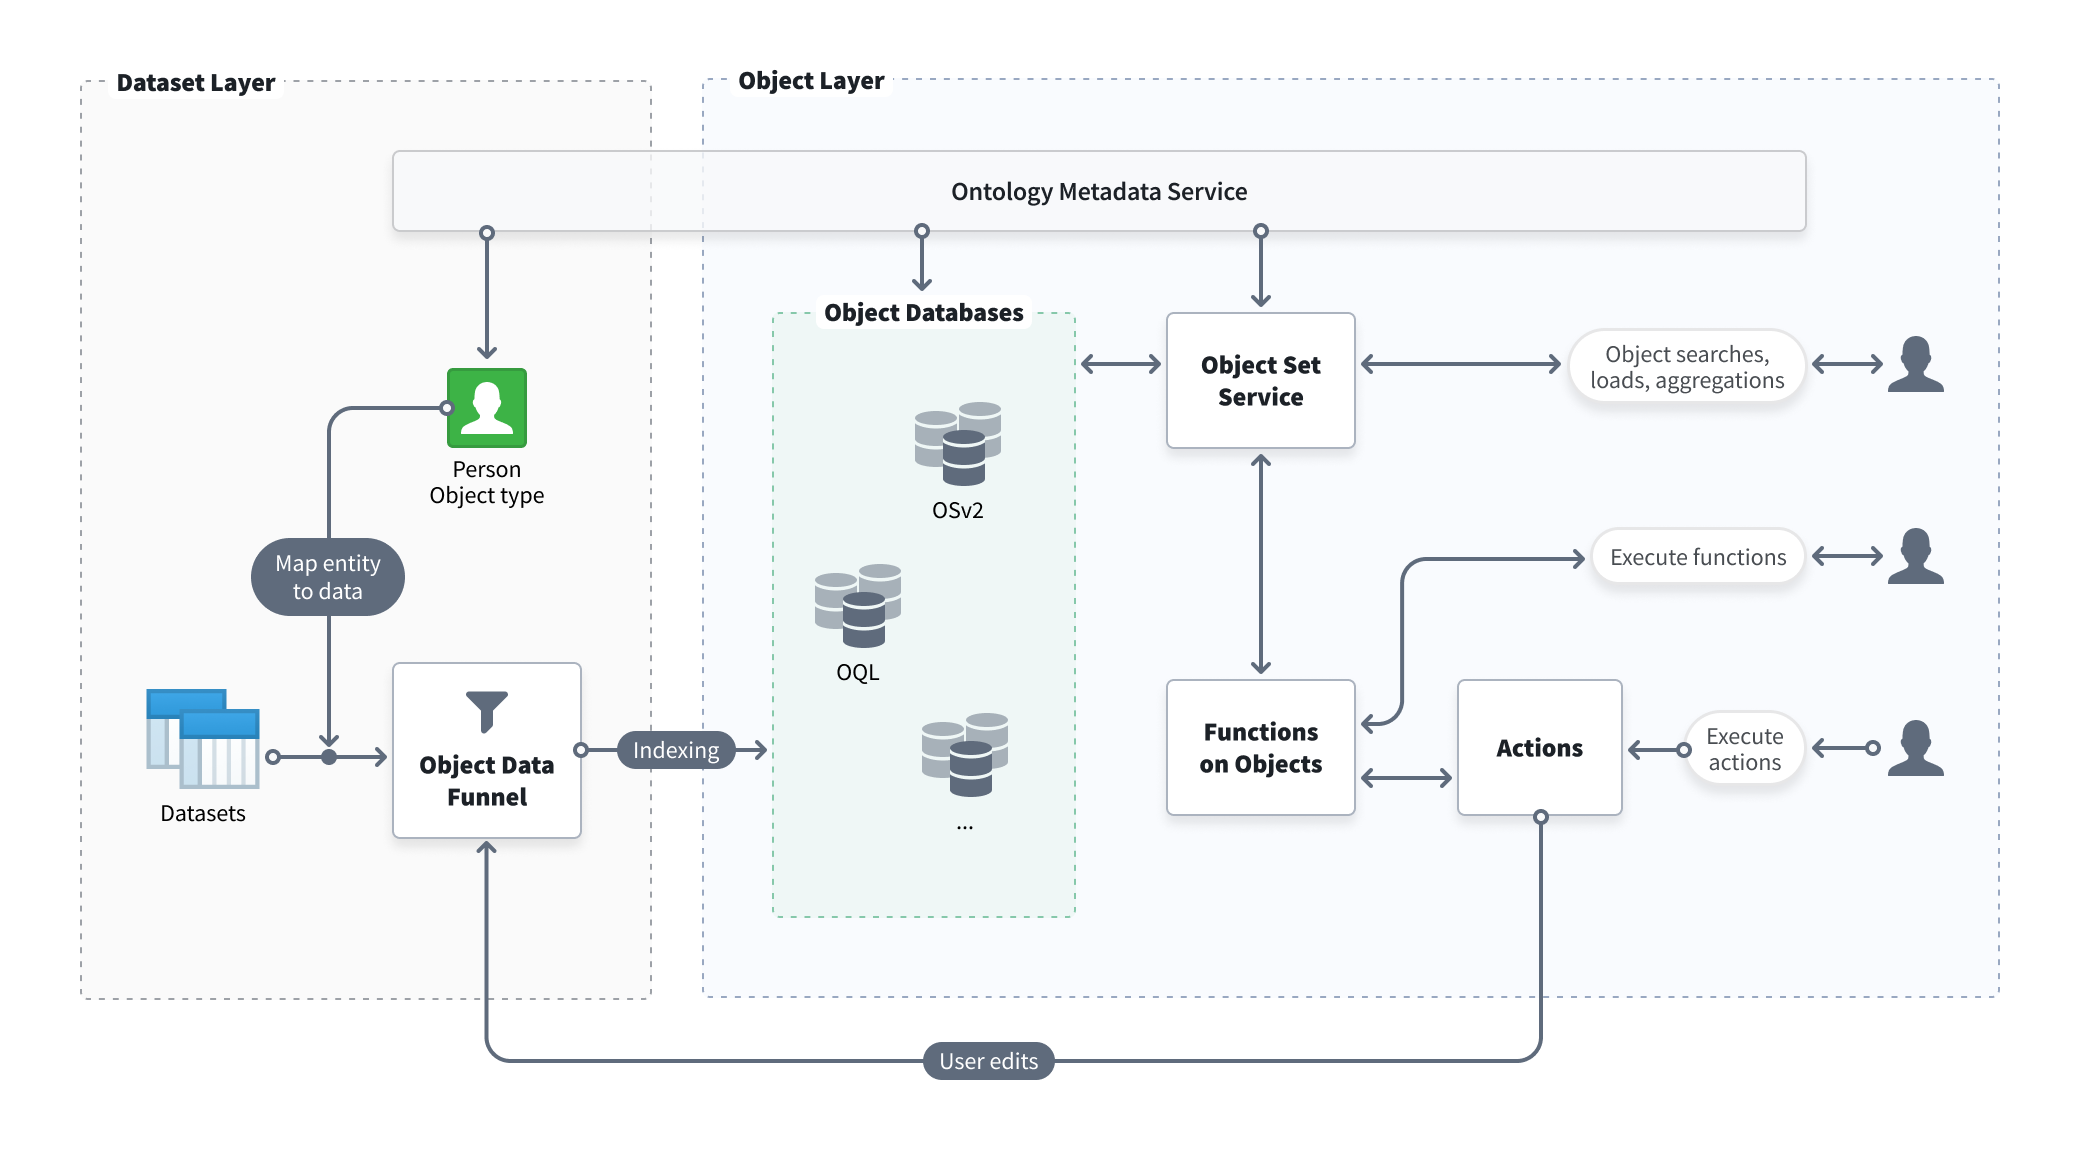 Dataset Layer
Object Layer
Ontology Metadata Service
Person
Object type
Map entity
to data
Datasets
Object Data
Funnel
Indexing
Object Databases
OSv2
OQL
...
Object Set
Service
Object searches,
loads, aggregations
Execute functions
Functions
on Objects
Actions
Execute
actions
User edits